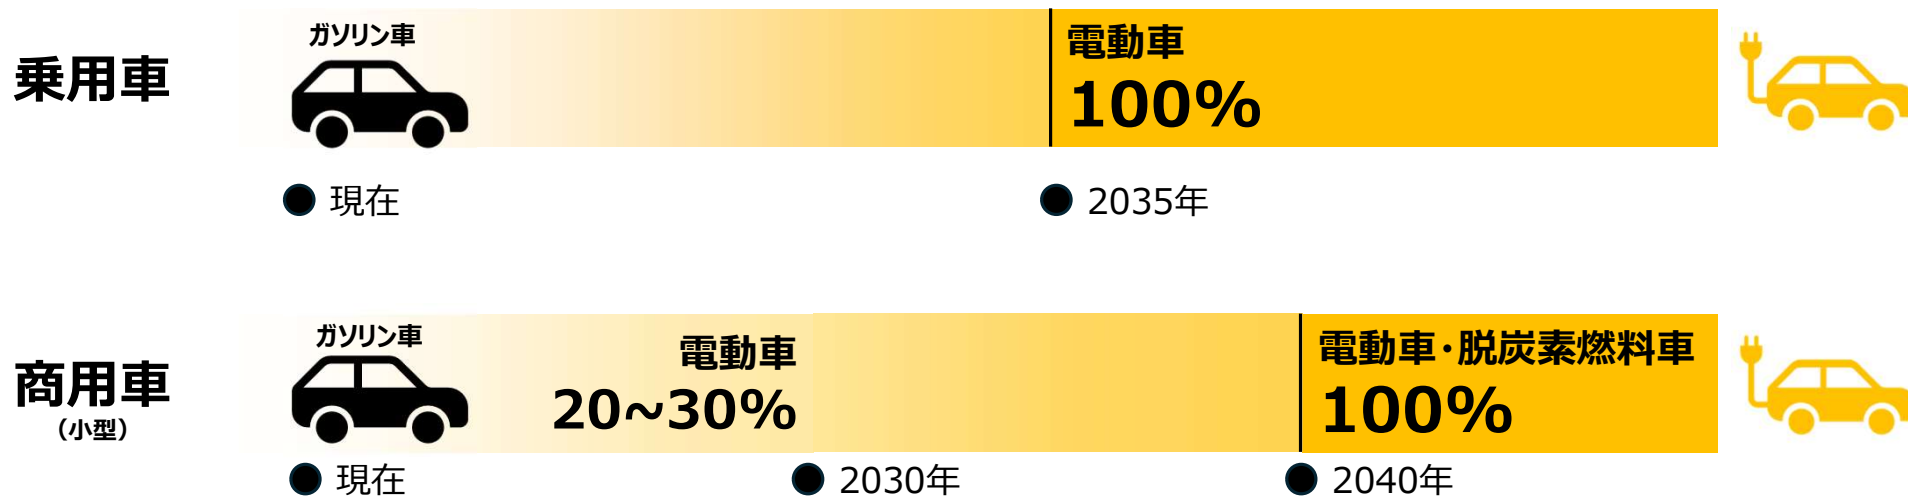 乗用車
ガソリン車
電動車
100%
● 現在
● 2035年
商用車
（小型）
ガソリン車
電動車
20~30%
電動車・脱炭素燃料車
100%
● 現在
● 2030年
● 2040年